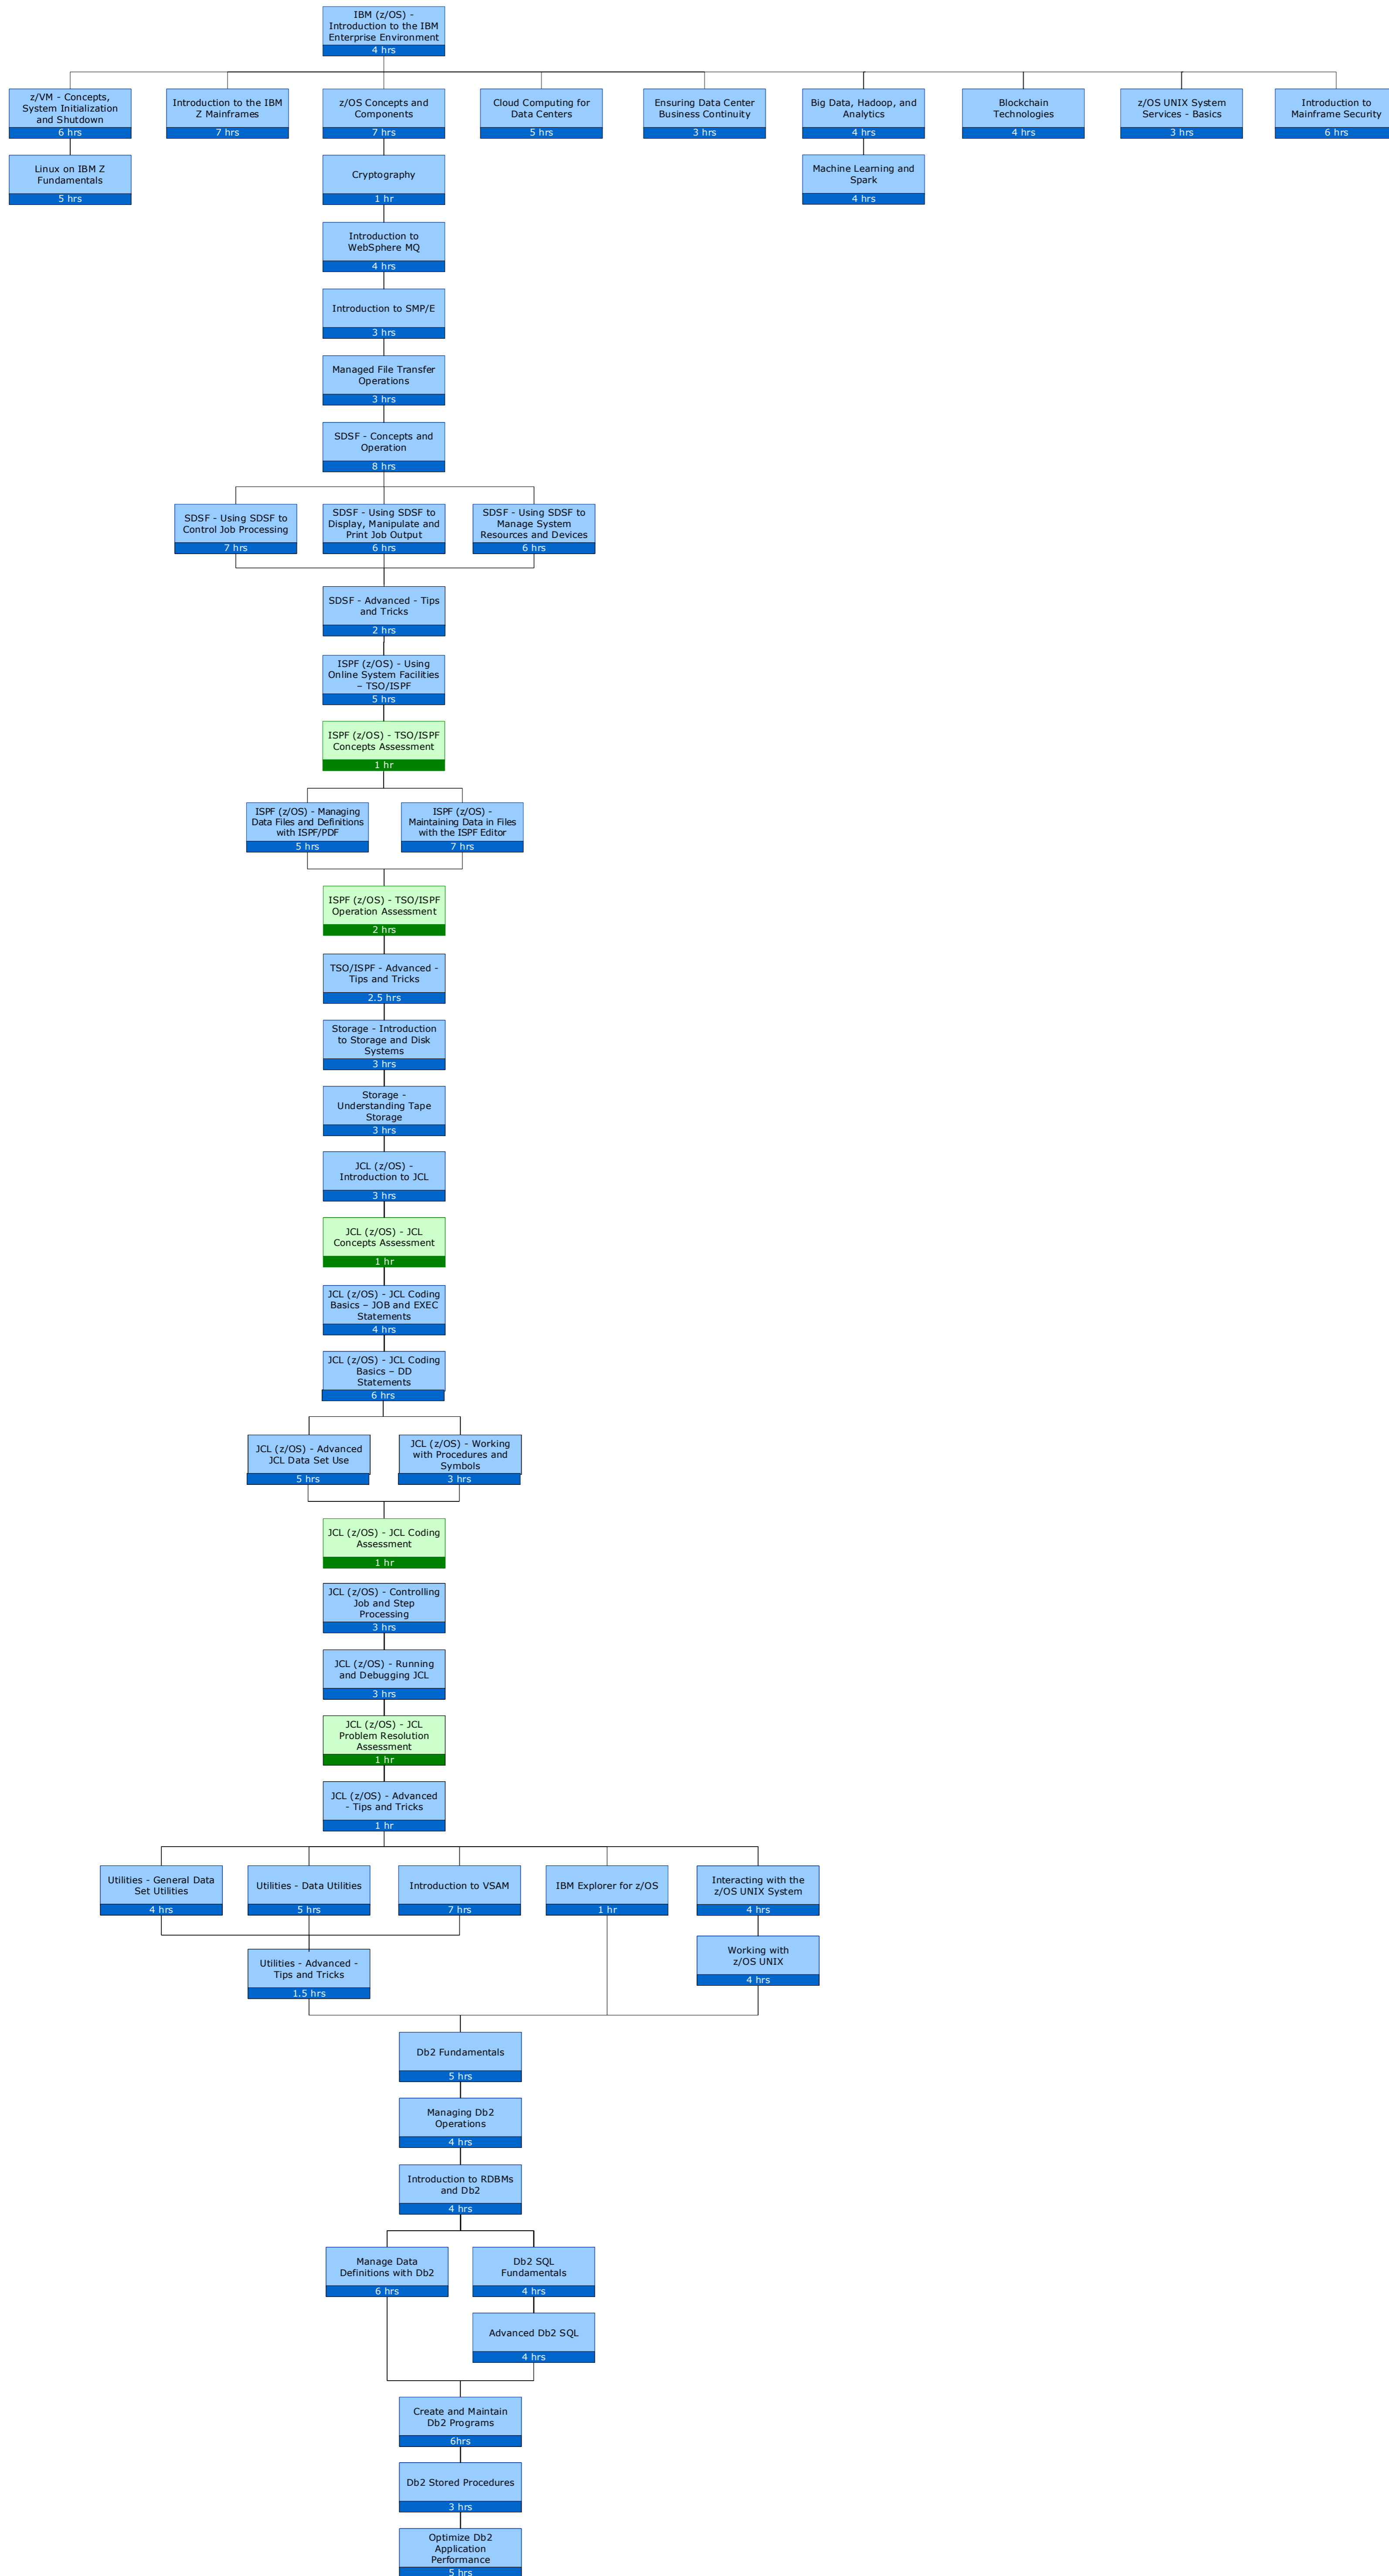 IBM (z/OS) -
Introduction to the IBM
Enterprise Environment
4 hrs
z/VM - Concepts,
System Initialization
and Shutdown
6 hrs
Introduction to the IBM
Z Mainframes
7 hrs
z/OS Concepts and
Components
7 hrs
Cloud Computing for
Data Centers
5 hrs
Ensuring Data Center
Business Continuity
3 hrs
Big Data, Hadoop, and
Analytics
4 hrs
Blockchain
Technologies
4 hrs
z/OS UNIX System
Services - Basics
3 hrs
Introduction to
Mainframe Security
6 hrs
Linux on IBM Z
Fundamentals
5 hrs
Cryptography
1 hr
Machine Learning and
Spark
4 hrs
Introduction to
WebSphere MQ
4 hrs
Introduction to SMP/E
3 hrs
Managed File Transfer
Operations
3 hrs
SDSF - Concepts and
Operation
8 hrs
SDSF - Using SDSF to
Control Job Processing
7 hrs
SDSF - Using SDSF to
Display, Manipulate and
Print Job Output
6 hrs
SDSF - Using SDSF to
Manage System
Resources and Devices
6 hrs
SDSF - Advanced - Tips
and Tricks
2 hrs
ISPF (z/OS) - Using
Online System Facilities
– TSO/ISPF
5 hrs
ISPF (z/OS) - TSO/ISPF
Concepts Assessment
1 hr
ISPF (z/OS) - Managing
Data Files and Definitions
with ISPF/PDF
5 hrs
ISPF (z/OS) -
Maintaining Data in Files
with the ISPF Editor
7 hrs
ISPF (z/OS) - TSO/ISPF
Operation Assessment
2 hrs
TSO/ISPF - Advanced -
Tips and Tricks
2.5 hrs
Storage - Introduction
to Storage and Disk
Systems
3 hrs
Storage -
Understanding Tape
Storage
3 hrs
JCL (z/OS) -
Introduction to JCL
3 hrs
JCL (z/OS) - JCL
Concepts Assessment
1 hr
JCL (z/OS) - JCL Coding
Basics – JOB and EXEC
Statements
4 hrs
JCL (z/OS) - JCL Coding
Basics – DD
Statements
6 hrs
JCL (z/OS) - Advanced
JCL Data Set Use
5 hrs
JCL (z/OS) - Working
with Procedures and
Symbols
3 hrs
JCL (z/OS) - JCL Coding
Assessment
1 hr
JCL (z/OS) - Controlling
Job and Step
Processing
3 hrs
JCL (z/OS) - Running
and Debugging JCL
3 hrs
JCL (z/OS) - JCL
Problem Resolution
Assessment
1 hr
JCL (z/OS) - Advanced
- Tips and Tricks
1 hr
Utilities - General Data
Set Utilities
4 hrs
Utilities - Data Utilities
5 hrs
Introduction to VSAM
7 hrs
IBM Explorer for z/OS
1 hr
Interacting with the
z/OS UNIX System
4 hrs
Utilities - Advanced -
Tips and Tricks
1.5 hrs
Working with
z/OS UNIX
4 hrs
Db2 Fundamentals
5 hrs
Managing Db2
Operations
4 hrs
Introduction to RDBMs
and Db2
4 hrs
Manage Data
Definitions with Db2
6 hrs
Db2 SQL
Fundamentals
4 hrs
Advanced Db2 SQL
4 hrs
Create and Maintain
Db2 Programs
6hrs
Db2 Stored Procedures
3 hrs
Optimize Db2
Application
Performance
5 hrs